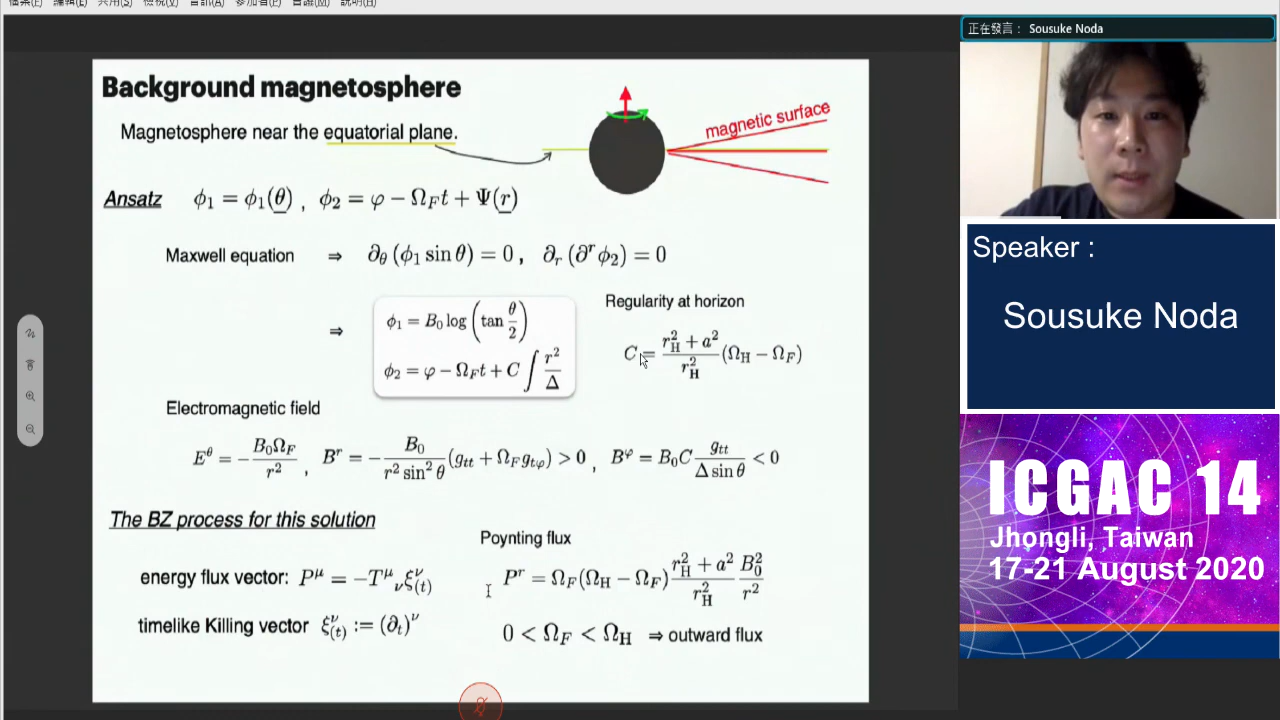 檔案(F) 編輯(E) 共用(S) 檢視(V) 音訊(A) 參加者(P) 會議(M) 說明(H)
正在發言： Sousuke Noda
Background magnetosphere
Magnetosphere near the equatorial plane.
magnetic surface
Ansatz ϕ₁ = ϕ₁(θ) , ϕ₂ = φ − Ω_F t + Ψ(r)
Maxwell equation ⇒ ∂_θ (ϕ₁ sin θ) = 0 , ∂_r (∂^r ϕ₂) = 0
⇒ ϕ₁ = B₀ log (tan θ/2)
ϕ₂ = φ − Ω_F t + C ∫ r²/Δ
Regularity at horizon
C = (r_H² + a²)/r_H² (Ω_H − Ω_F)
Electromagnetic field
E^θ = − B₀Ω_F/r² , B^r = − B₀/(r² sin² θ) (g_tt + Ω_F g_tφ) > 0 , B^φ = B₀C g_tt/(Δ sin θ) < 0
The BZ process for this solution
energy flux vector: P^μ = −T^μ_ν ξ^ν_(t)
timelike Killing vector ξ^ν_(t) := (∂_t)^ν
Poynting flux
P^r = Ω_F(Ω_H − Ω_F) (r_H² + a²)/r_H² B₀²/r²
0 < Ω_F < Ω_H ⇒ outward flux
Speaker :
Sousuke Noda
ICGAC 14
Jhongli, Taiwan
17-21 August 2020